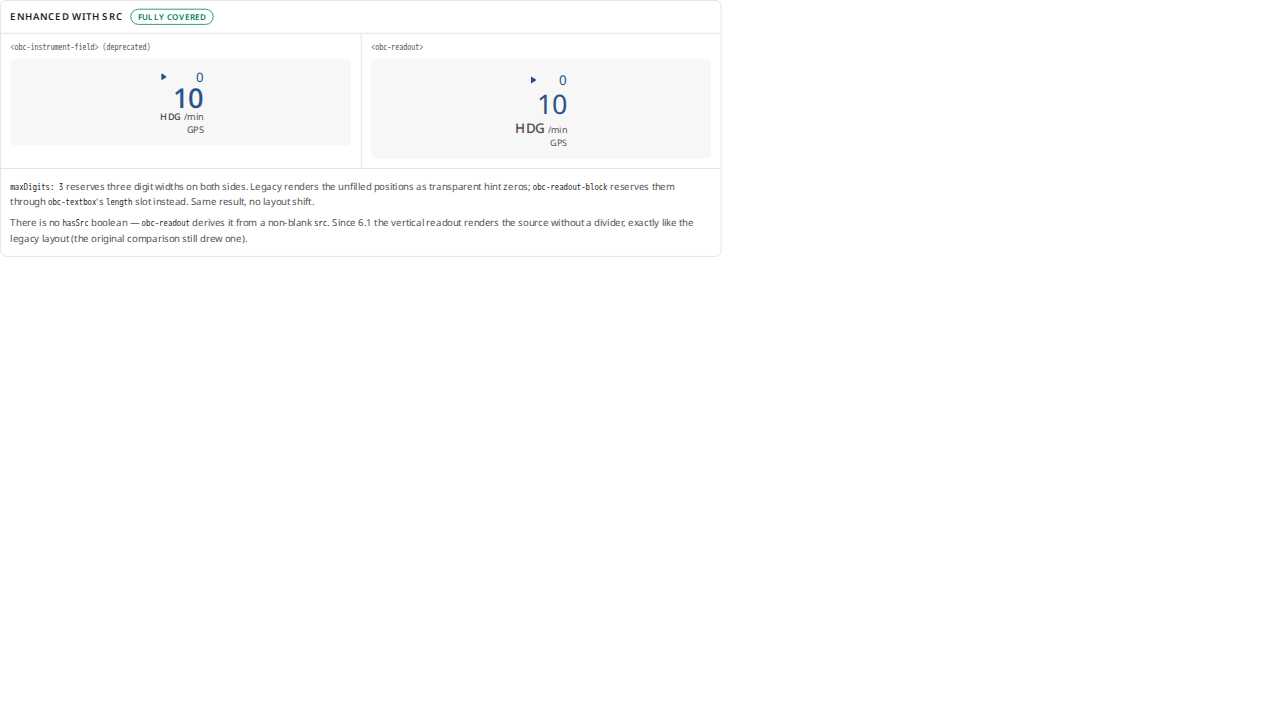 ENHANCED WITH SRC FULLY COVERED
<obc-instrument-field> (deprecated)
0
10
HDG /min
GPS
<obc-readout>
0
10
HDG /min
GPS
maxDigits: 3 reserves three digit widths on both sides. Legacy renders the unfilled positions as transparent hint zeros; obc-readout-block reserves them
through obc-textbox's length slot instead. Same result, no layout shift.
There is no hasSrc boolean — obc-readout derives it from a non-blank src. Since 6.1 the vertical readout renders the source without a divider, exactly like the
legacy layout (the original comparison still drew one).